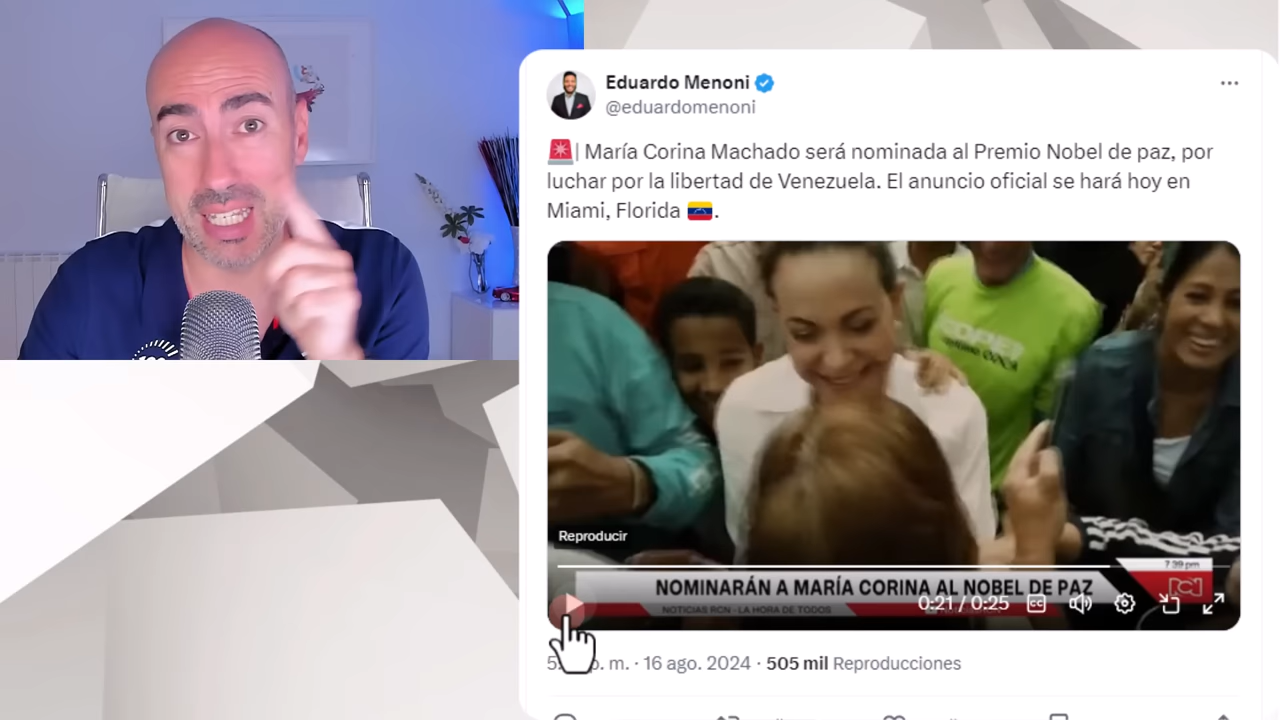 Eduardo Menoni
@eduardomenoni
| María Corina Machado será nominada al Premio Nobel de paz, por
luchar por la libertad de Venezuela. El anuncio oficial se hará hoy en
Miami, Florida 🇻🇪.
Reproducir
7:39 pm
NOMINARÁN A MARÍA CORINA AL NOBEL DE PAZ
RCN
NOTICIAS RCN - LA HORA DE TODOS
0:21 / 0:25
CC
p. m. · 16 ago. 2024 · 505 mil Reproducciones